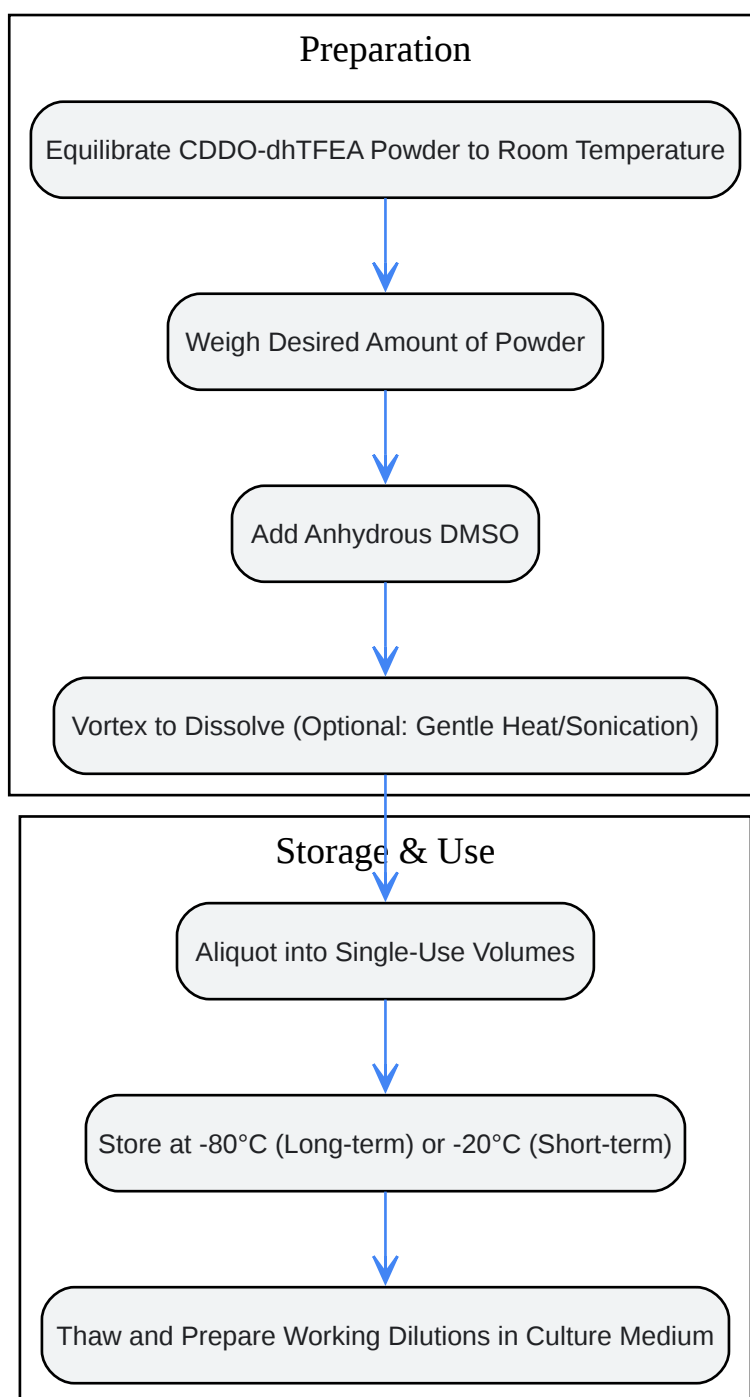 Preparation
Equilibrate CDDO-dhTFEA Powder to Room Temperature
Weigh Desired Amount of Powder
Add Anhydrous DMSO
Vortex to Dissolve (Optional: Gentle Heat/Sonication)
Storage & Use
Aliquot into Single-Use Volumes
Store at -80°C (Long-term) or -20°C (Short-term)
Thaw and Prepare Working Dilutions in Culture Medium